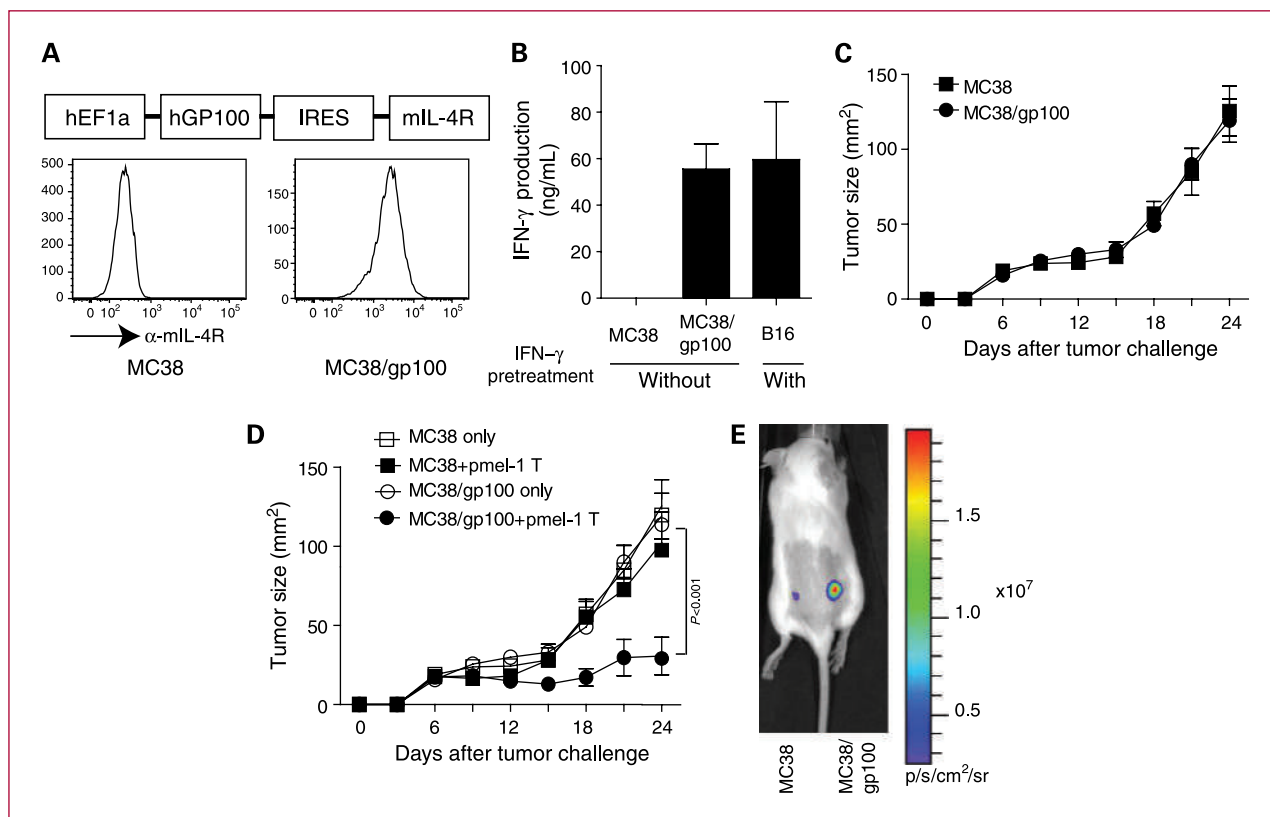 A
hEF1a hGP100 IRES mIL-4R
500
400
300
200
100
0
0 10² 10³ 10⁴ 10⁵
α-mIL-4R
MC38
150
100
50
0
0 10² 10³ 10⁴ 10⁵
MC38/gp100
B
IFN-γ production
(ng/mL)
100
80
60
40
20
0
MC38
MC38/
gp100
B16
IFN–γ
pretreatment
Without
With
C
MC38
MC38/gp100
Tumor size (mm²)
150
100
50
0
0 6 12 18 24
Days after tumor challenge
D
MC38 only
MC38+pmel-1 T
MC38/gp100 only
MC38/gp100+pmel-1 T
Tumor size (mm²)
150
100
50
0
P<0.001
0 6 12 18 24
Days after tumor challenge
E
1.5
x10⁷
1.0
0.5
p/s/cm²/sr
MC38
MC38/
gp100